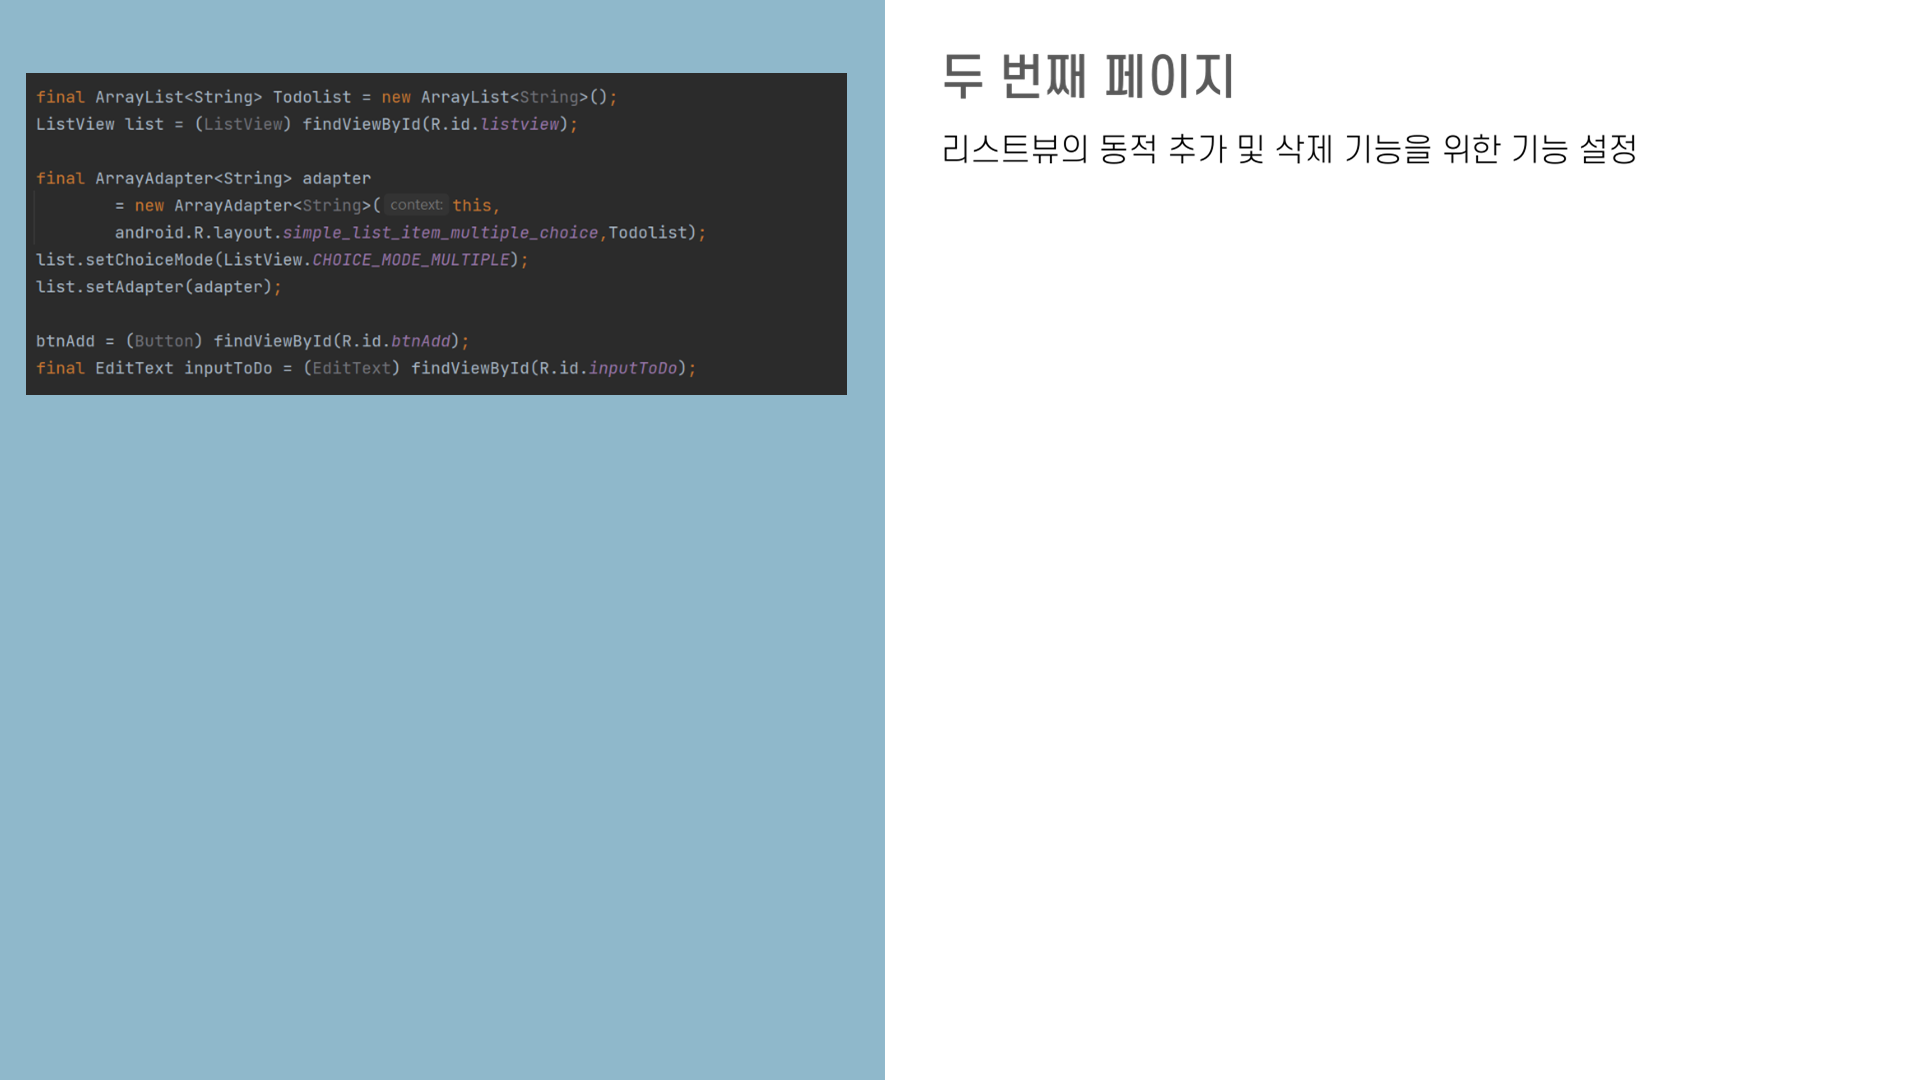 final ArrayList<String> Todolist = new ArrayList<String>();
ListView list = (ListView) findViewById(R.id.listview);
final ArrayAdapter<String> adapter
= new ArrayAdapter<String>( context: this,
android.R.layout.simple_list_item_multiple_choice,Todolist);
list.setChoiceMode(ListView.CHOICE_MODE_MULTIPLE);
list.setAdapter(adapter);
btnAdd = (Button) findViewById(R.id.btnAdd);
final EditText inputToDo = (EditText) findViewById(R.id.inputToDo);
두 번째 페이지
리스트뷰의 동적 추가 및 삭제 기능을 위한 기능 설정